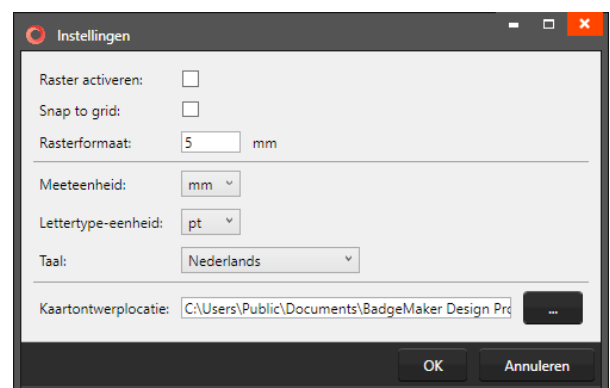 Instellingen
Raster activeren:
Snap to grid:
Rasterformaat: 5 mm
Meeteenheid: mm
Lettertype-eenheid: pt
Taal: Nederlands
Kaartontwerplocatie: C:\Users\Public\Documents\BadgeMaker Design Pro ...
OK Annuleren